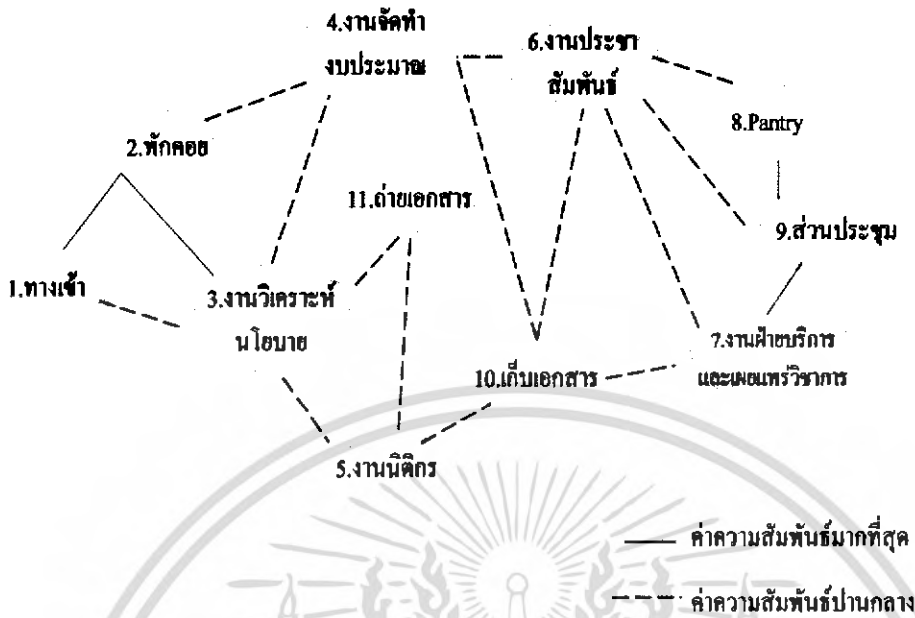 4.งานจัดทำ
งบประมาณ
6.งานประชา
สัมพันธ์
8.Pantry
2.พักคอย
11.ถ่ายเอกสาร
9.ส่วนประชุม
1.ทางเข้า
3.งานวิเคราะห์
นโยบาย
7.งานฝ่ายบริการ
และเผยแพร่วิชาการ
10.เก็บเอกสาร
5.งานนิติกร
ค่าความสัมพันธ์มากที่สุด
ค่าความสัมพันธ์ปานกลาง